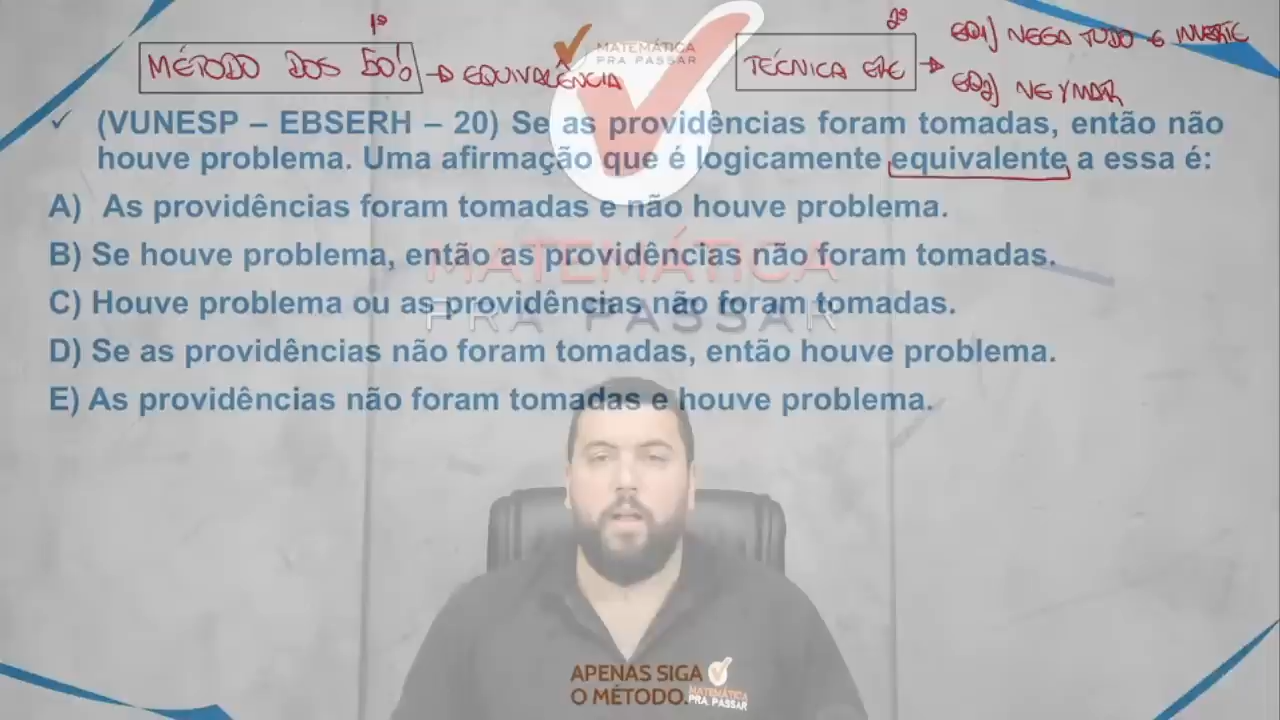 1º
2º
MÉTODO DOS 50! → EQUIVALÊNCIA
MATEMÁTICA
PRA PASSAR
TÉCNICA →
EQ1) NEGA TUDO E INVERTE
EQ2) NEYMAR
✓ (VUNESP – EBSERH – 20) Se as providências foram tomadas, então não
houve problema. Uma afirmação que é logicamente equivalente a essa é:
A) As providências foram tomadas e não houve problema.
B) Se houve problema, então as providências não foram tomadas.
MATEMÁTICA
PRA PASSAR
C) Houve problema ou as providências não foram tomadas.
D) Se as providências não foram tomadas, então houve problema.
E) As providências não foram tomadas e houve problema.
APENAS SIGA
O MÉTODO.
MATEMÁTICA
PRA PASSAR